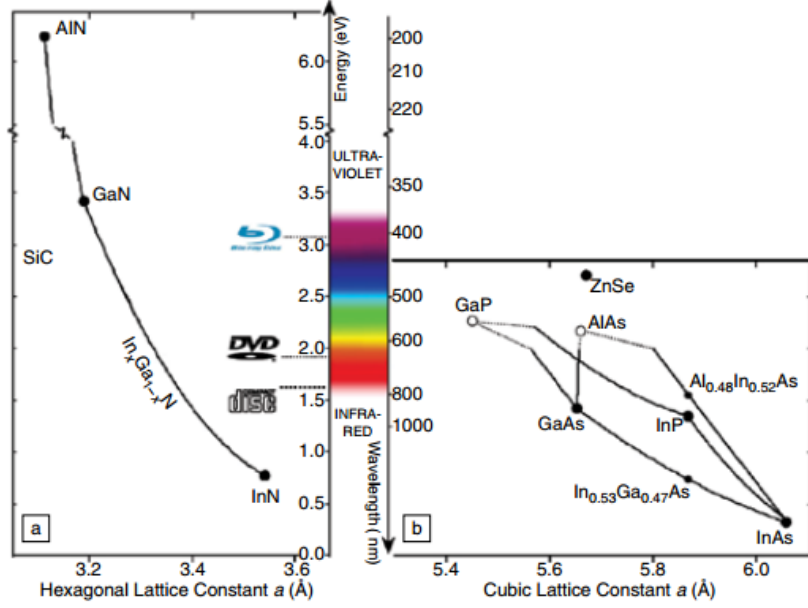 AlN
GaN
SiC
InₓGa₁₋ₓN
InN
a
3.2
3.4
3.6
Hexagonal Lattice Constant a (Å)
6.0
5.5
4.0
3.5
3.0
2.5
2.0
1.5
1.0
0.5
0.0
Energy (eV)
ULTRA-
VIOLET
INFRA-
RED
DVD
disc
200
210
220
350
400
500
600
800
1000
Wavelength ( nm)
ZnSe
GaP
AlAs
Al₀.₄₈In₀.₅₂As
GaAs
InP
In₀.₅₃Ga₀.₄₇As
InAs
b
5.4
5.6
5.8
6.0
Cubic Lattice Constant a (Å)